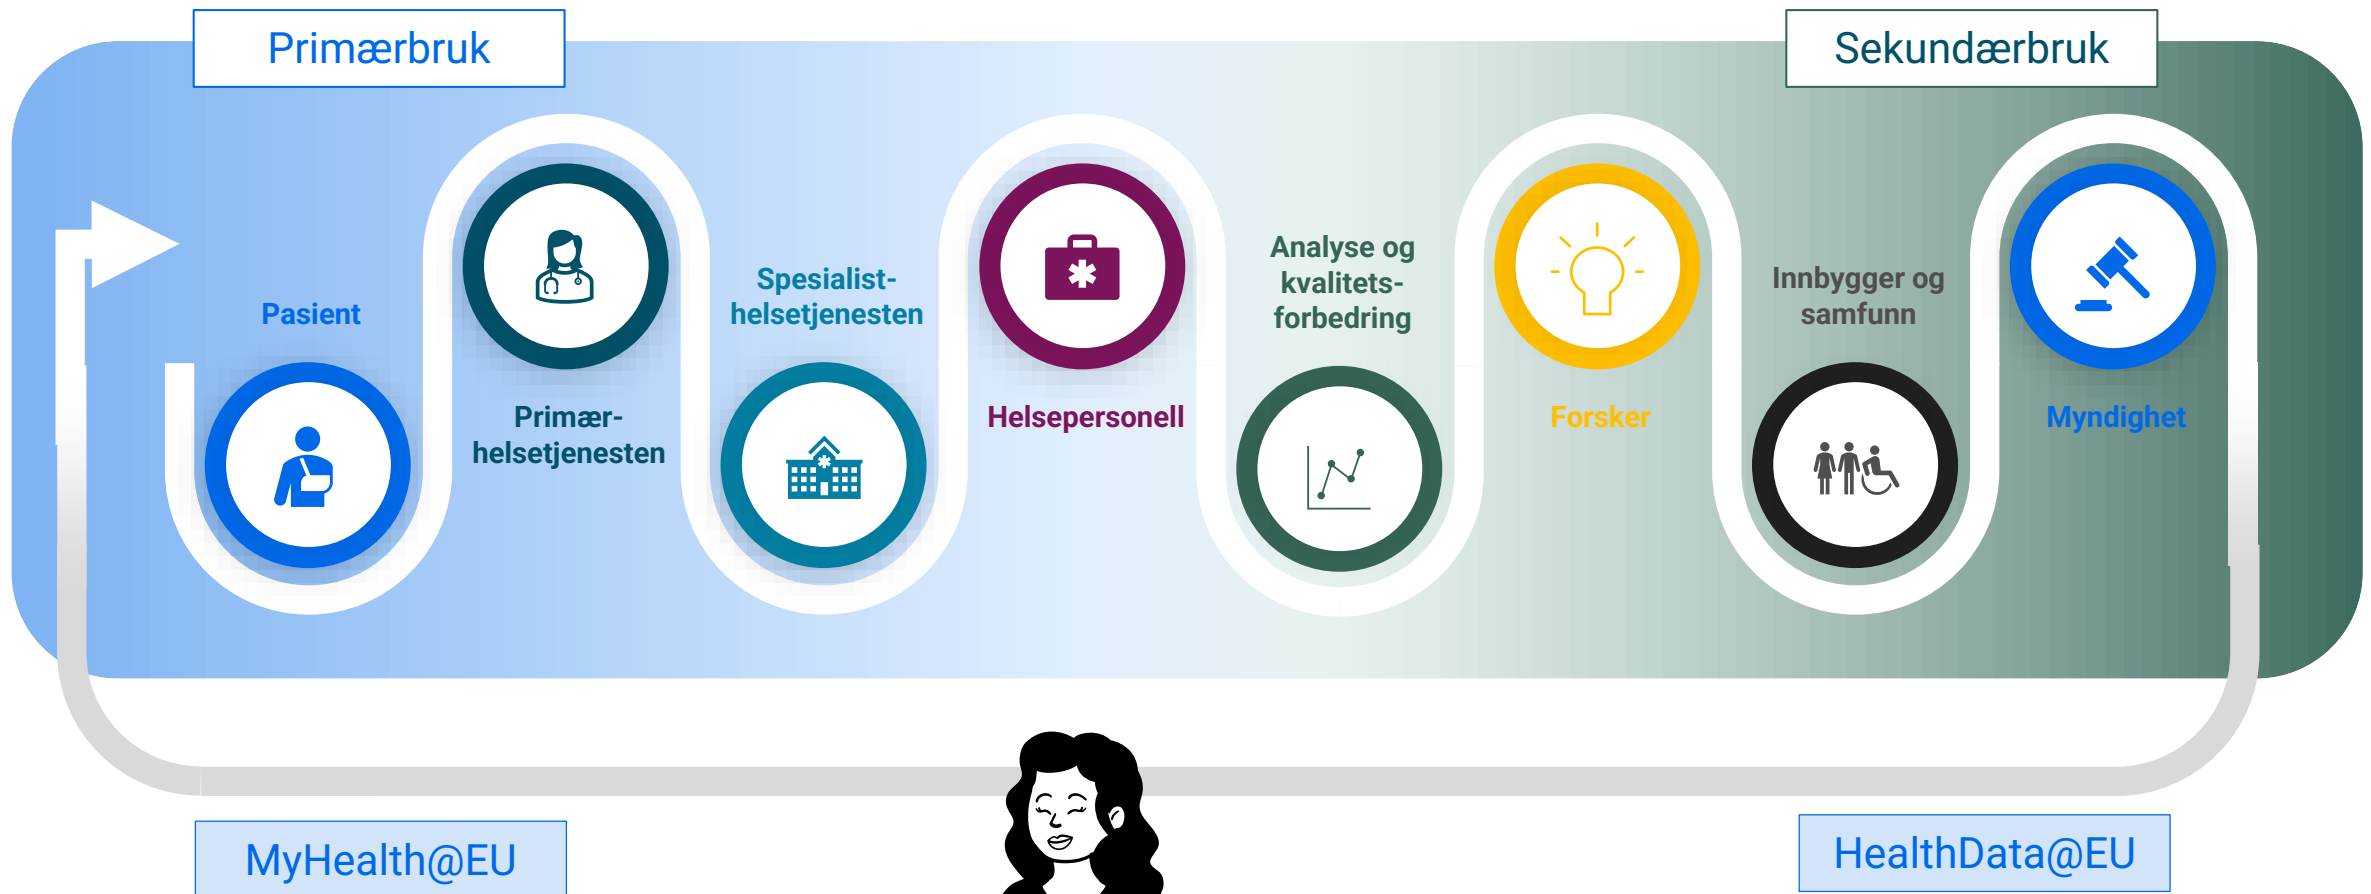 Primærbruk
Sekundærbruk
Pasient
Primær-
helsetjenesten
Spesialist-
helsetjenesten
Helsepersonell
Analyse og
kvalitets-
forbedring
Forsker
Innbygger og
samfunn
Myndighet
MyHealth@EU
HealthData@EU